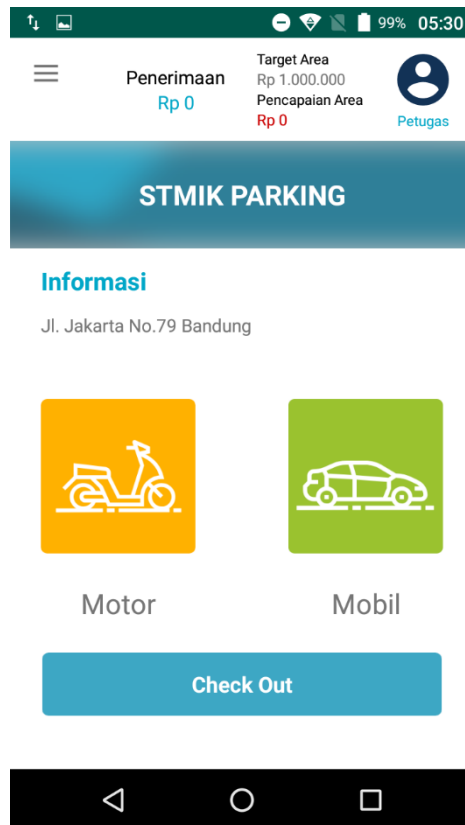 99% 05:30
Penerimaan
Rp 0
Target Area
Rp 1.000.000
Pencapaian Area
Rp 0
Petugas
STMIK PARKING
Informasi
Jl. Jakarta No.79 Bandung
Motor
Mobil
Check Out